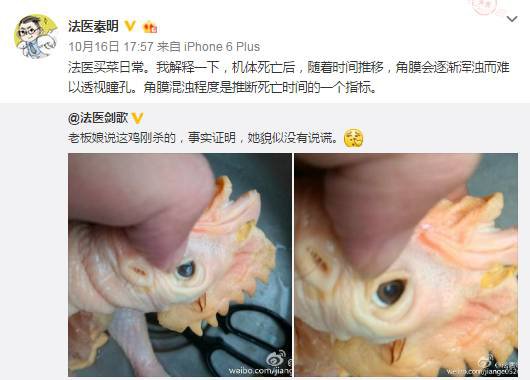 法医秦明
10月16日 17:57 来自 iPhone 6 Plus
法医买菜日常。我解释一下，机体死亡后，随着时间推移，角膜会逐渐浑浊而难
以透视瞳孔。角膜混浊程度是推断死亡时间的一个指标。
@法医剑歌
老板娘说这鸡刚杀的，事实证明，她貌似没有说谎。
weibo.com/jiang
weibo.com/jiange052